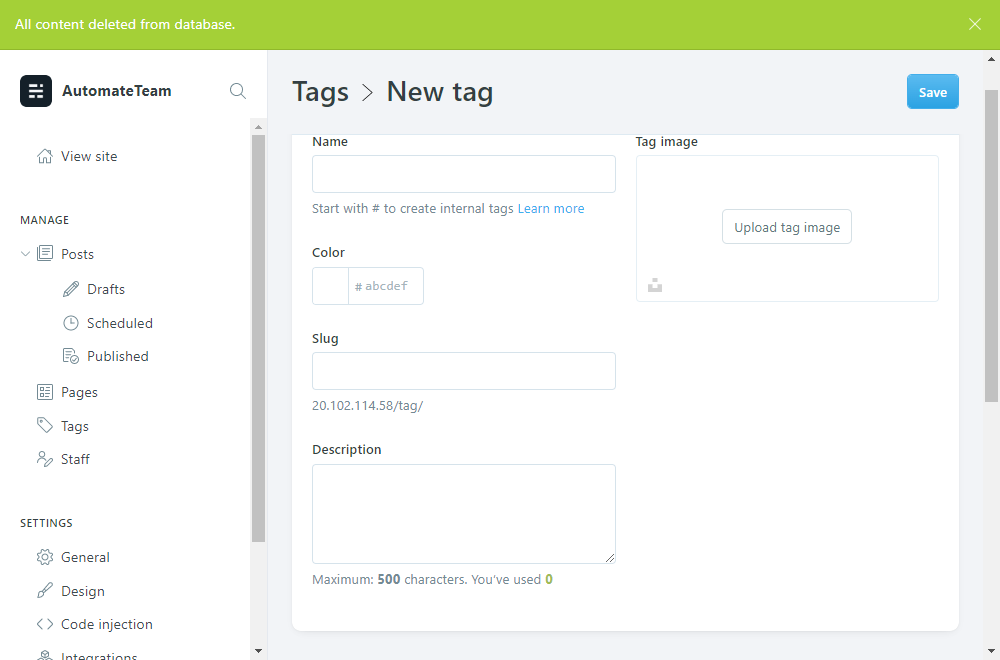 All content deleted from database.
AutomateTeam
View site
MANAGE
Posts
Drafts
Scheduled
Published
Pages
Tags
Staff
SETTINGS
General
Design
Code injection
Integrations
Tags > New tag
Save
Name
Start with # to create internal tags Learn more
Color
# abcdef
Slug
20.102.114.58/tag/
Description
Maximum: 500 characters. You've used 0
Tag image
Upload tag image